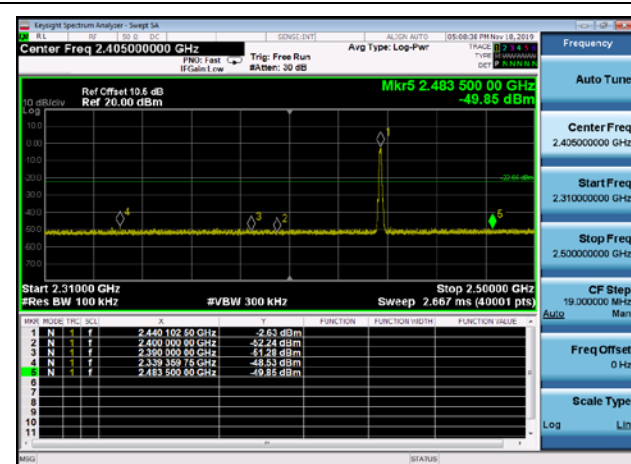 Keysight Spectrum Analyzer - Swept SA
RL RF 50 Ω DC SENSE:INT ALIGN AUTO 05:08:38 PM Nov 18, 2019
Center Freq 2.405000000 GHz
PNO: Fast
IFGain:Low
Trig: Free Run
#Atten: 30 dB
Avg Type: Log-Pwr
TRACE 1 2 3 4 5 6
TYPE
DET P N N N N N
Ref Offset 10.6 dB
Ref 20.00 dBm
10 dB/div
Log
Mkr5 2.483 500 00 GHz
-49.85 dBm
10.0
0.00
-10.0
-20.0
-30.0
-40.0
-50.0
-60.0
-70.0
1
4
3
2
5
Start 2.31000 GHz
Stop 2.50000 GHz
#Res BW 100 kHz
#VBW 300 kHz
Sweep 2.667 ms (40001 pts)
MKR MODE TRC SCL X Y FUNCTION FUNCTION WIDTH FUNCTION VALUE
1 N 1 f 2.440 102 50 GHz -2.63 dBm
2 N 1 f 2.400 000 00 GHz -52.24 dBm
3 N 1 f 2.390 000 00 GHz -51.28 dBm
4 N 1 f 2.339 359 75 GHz -48.53 dBm
5 N 1 f 2.483 500 00 GHz -49.85 dBm
6
7
8
9
10
11
MSG
STATUS
Frequency
Auto Tune
Center Freq
2.405000000 GHz
Start Freq
2.310000000 GHz
Stop Freq
2.500000000 GHz
CF Step
19.000000 MHz
Auto Man
Freq Offset
0 Hz
Scale Type
Log Lin